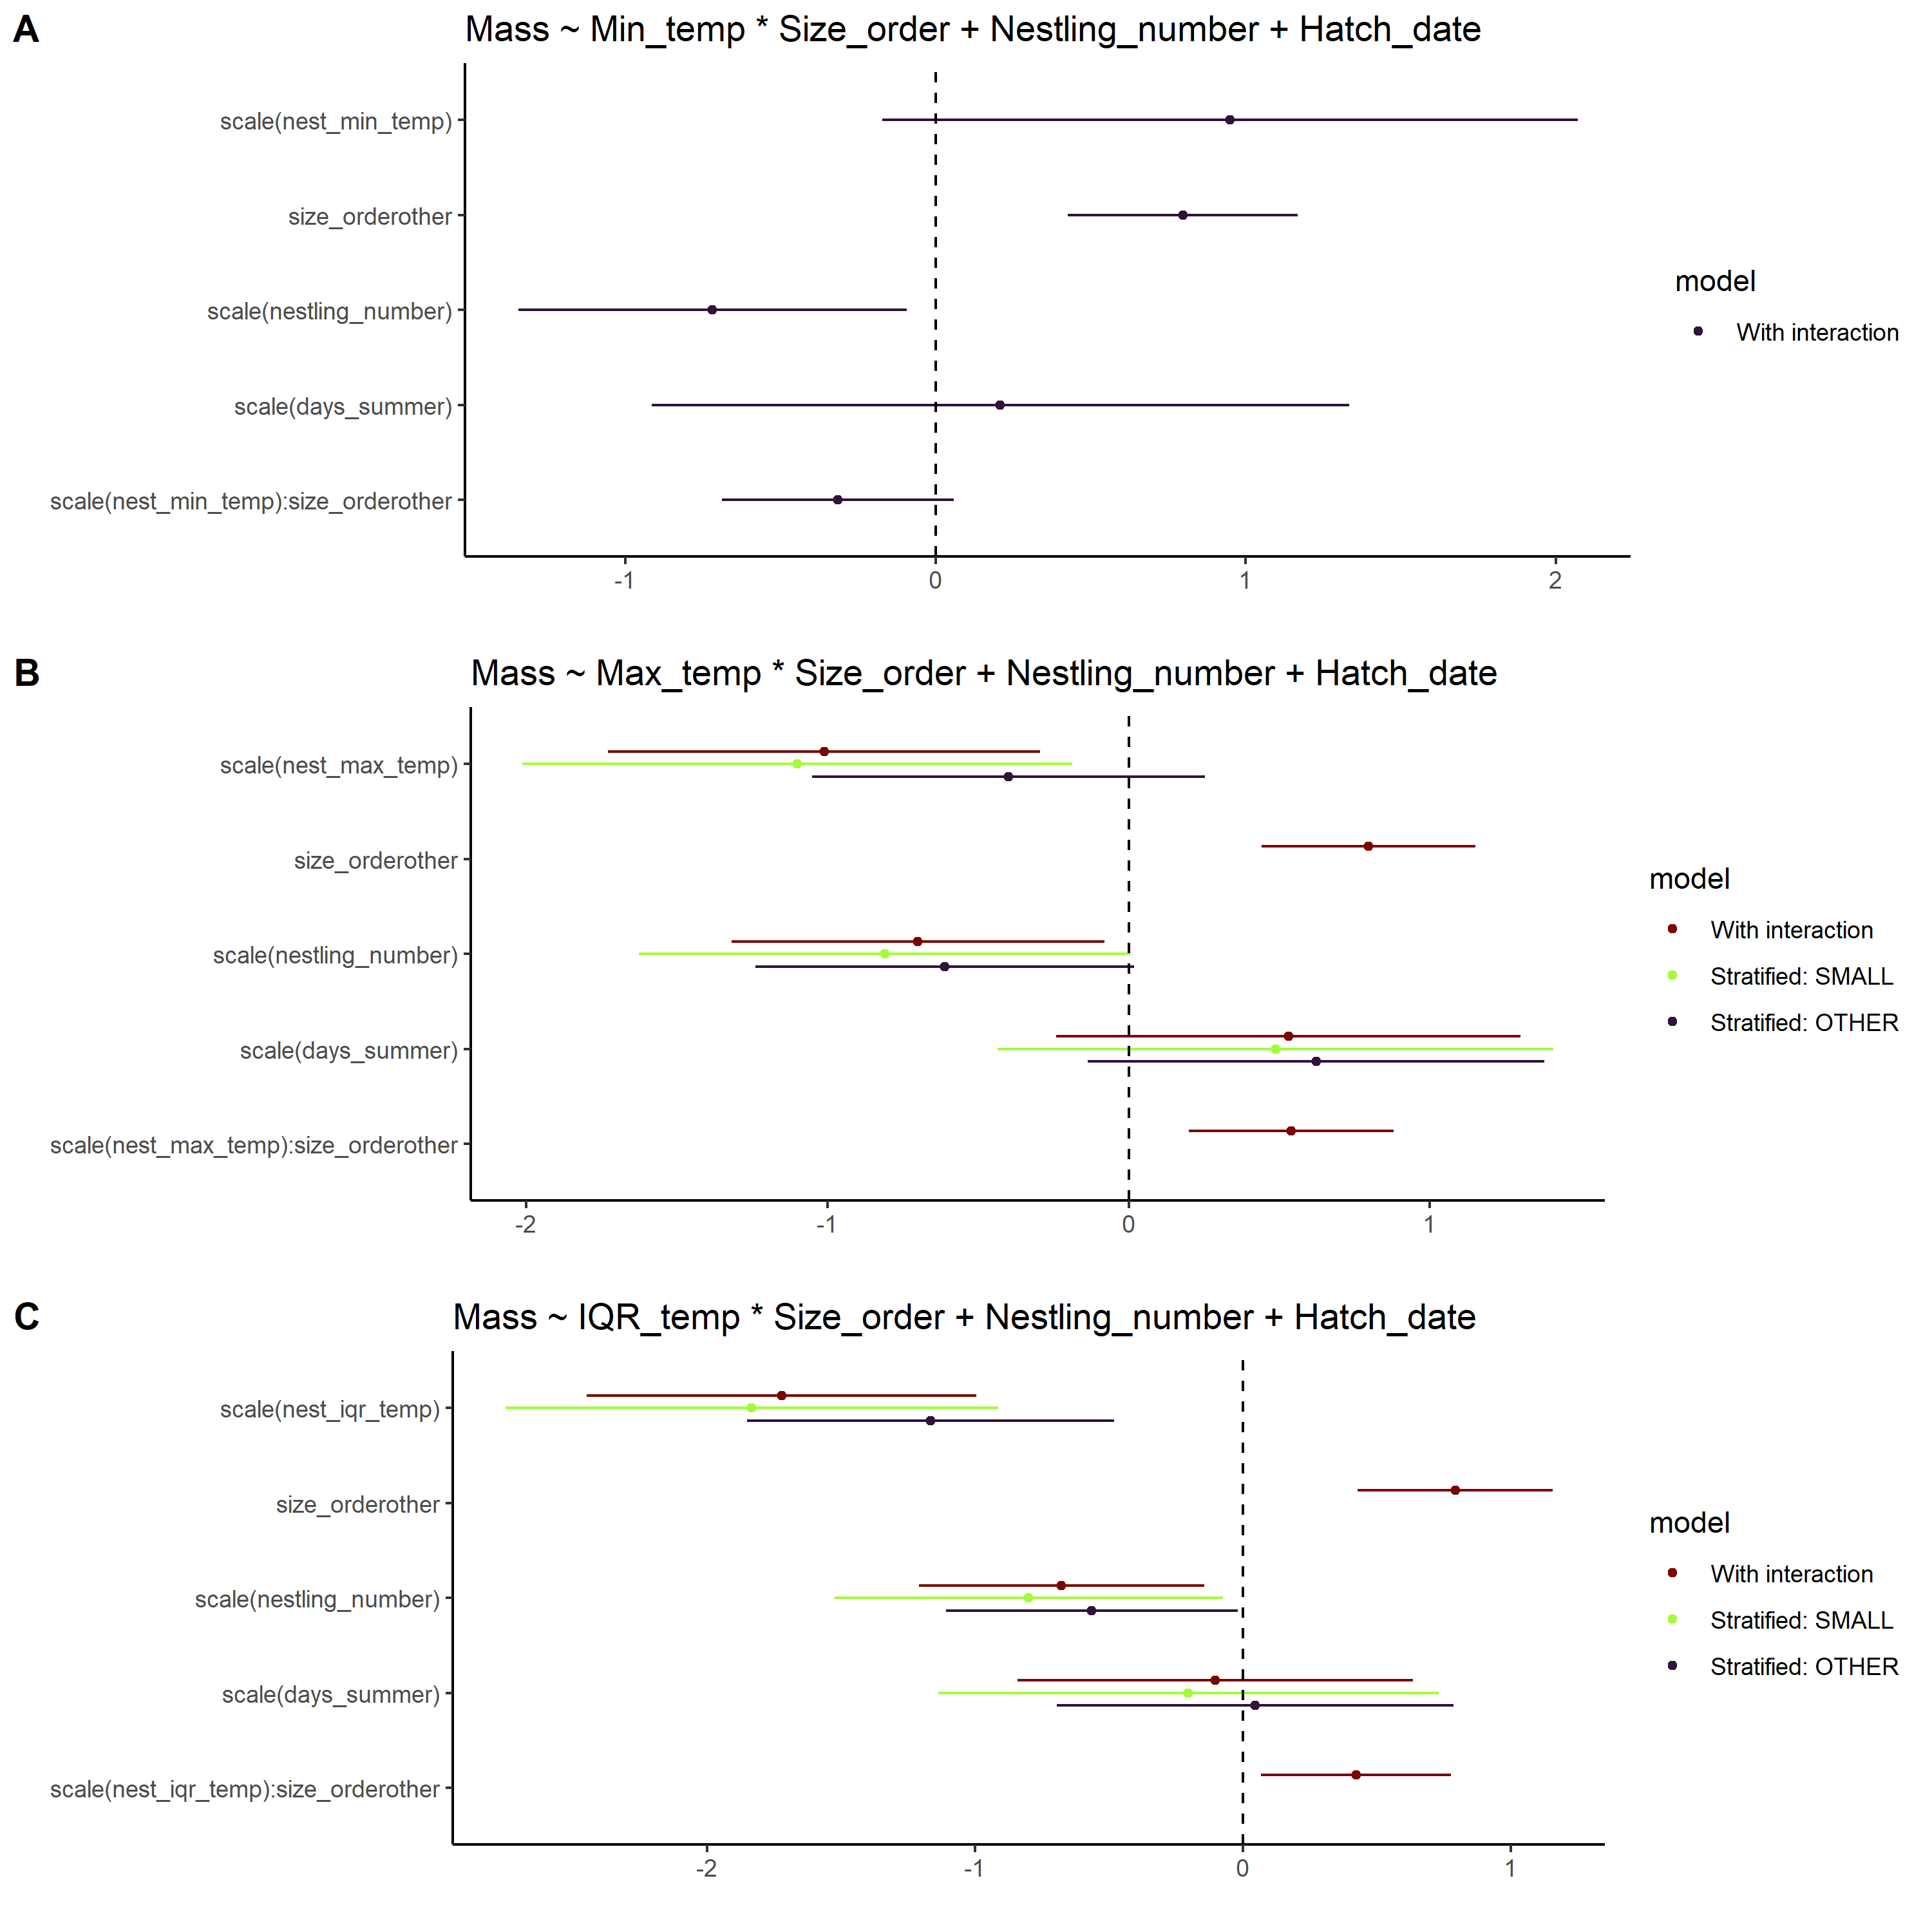 A
Mass ~ Min_temp * Size_order + Nestling_number + Hatch_date
scale(nest_min_temp)
size_orderother
scale(nestling_number)
scale(days_summer)
scale(nest_min_temp):size_orderother
-1
0
1
2
model
With interaction
B
Mass ~ Max_temp * Size_order + Nestling_number + Hatch_date
scale(nest_max_temp)
size_orderother
scale(nestling_number)
scale(days_summer)
scale(nest_max_temp):size_orderother
-2
-1
0
1
model
With interaction
Stratified: SMALL
Stratified: OTHER
C
Mass ~ IQR_temp * Size_order + Nestling_number + Hatch_date
scale(nest_iqr_temp)
size_orderother
scale(nestling_number)
scale(days_summer)
scale(nest_iqr_temp):size_orderother
-2
-1
0
1
model
With interaction
Stratified: SMALL
Stratified: OTHER